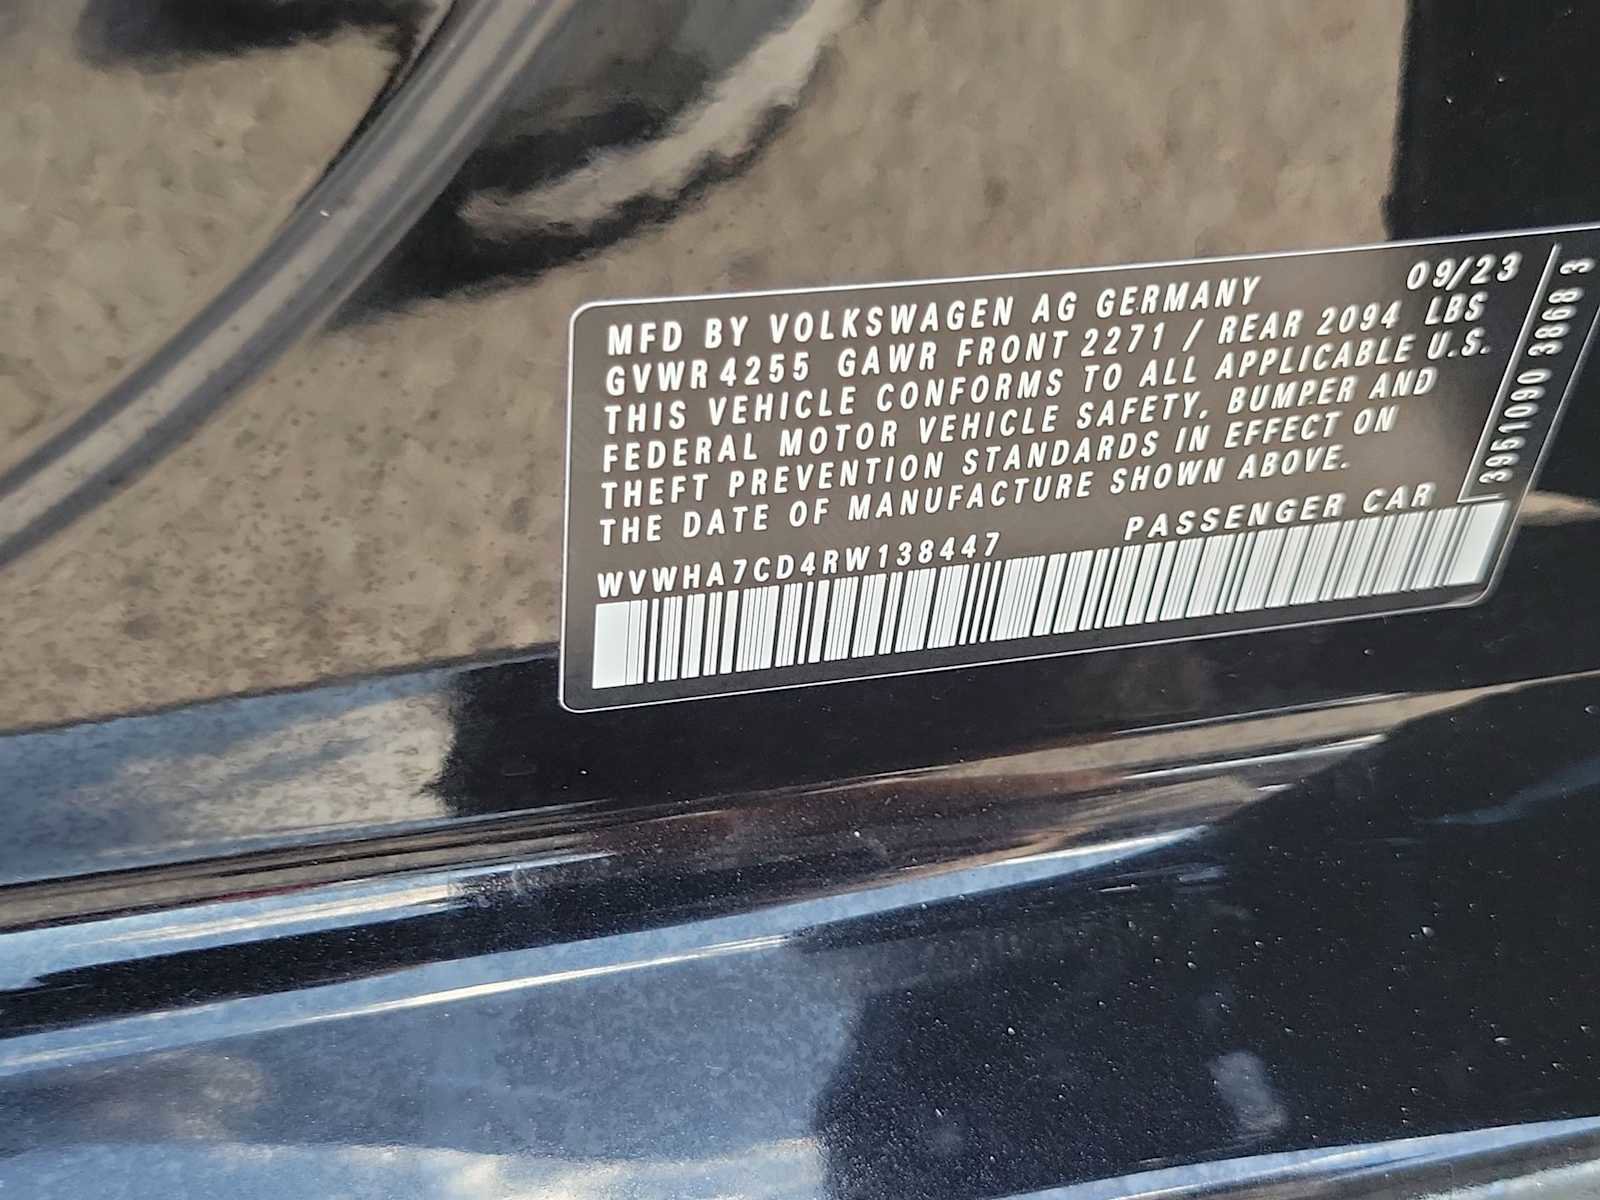 09/23
MFD BY VOLKSWAGEN AG GERMANY
GVWR 4255 GAWR FRONT 2271 / REAR 2094 LBS
THIS VEHICLE CONFORMS TO ALL APPLICABLE U.S.
FEDERAL MOTOR VEHICLE SAFETY, BUMPER AND
THEFT PREVENTION STANDARDS IN EFFECT ON
THE DATE OF MANUFACTURE SHOWN ABOVE.
WVWHA7CD4RW138447 PASSENGER CAR
3951090 3868 3